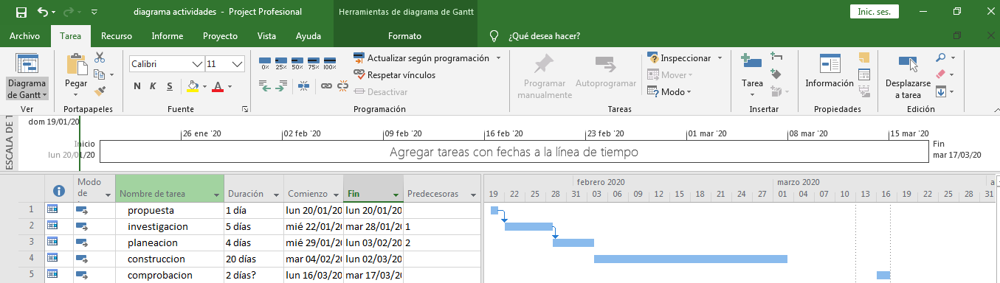 diagrama actividades - Project Profesional
Herramientas de diagrama de Gantt
Inic. ses.
Archivo Tarea Recurso Informe Proyecto Vista Ayuda Formato ¿Qué desea hacer?
Diagrama de Gantt
Ver
Pegar
Portapapeles
Calibri 11
N K S A
Fuente
0% 25% 50% 75% 100%
Actualizar según programación
Respetar vínculos
Desactivar
Programación
Programar manualmente
Autoprogramar
Inspeccionar
Mover
Modo
Tareas
Tarea
Insertar
Información
Propiedades
Desplazarse a tarea
Edición
ESCALA DE T
dom 19/01/20
26 ene '20 02 feb '20 09 feb '20 16 feb '20 23 feb '20 01 mar '20 08 mar '20 15 mar '20
Inicio
lun 20/01/20
Agregar tareas con fechas a la línea de tiempo
Fin
mar 17/03/20
Modo de Nombre de tarea Duración Comienzo Fin Predecesoras
febrero 2020 marzo 2020 a
19 22 25 28 31 03 06 09 12 15 18 21 24 27 01 04 07 10 13 16 19 22 25 28 31
1 propuesta 1 día lun 20/01/20 lun 20/01/20
2 investigacion 5 días mié 22/01/20 mar 28/01/20 1
3 planeacion 4 días mié 29/01/20 lun 03/02/20 2
4 construccion 20 días mar 04/02/20 lun 02/03/20
5 comprobacion 2 días? lun 16/03/20 mar 17/03/20